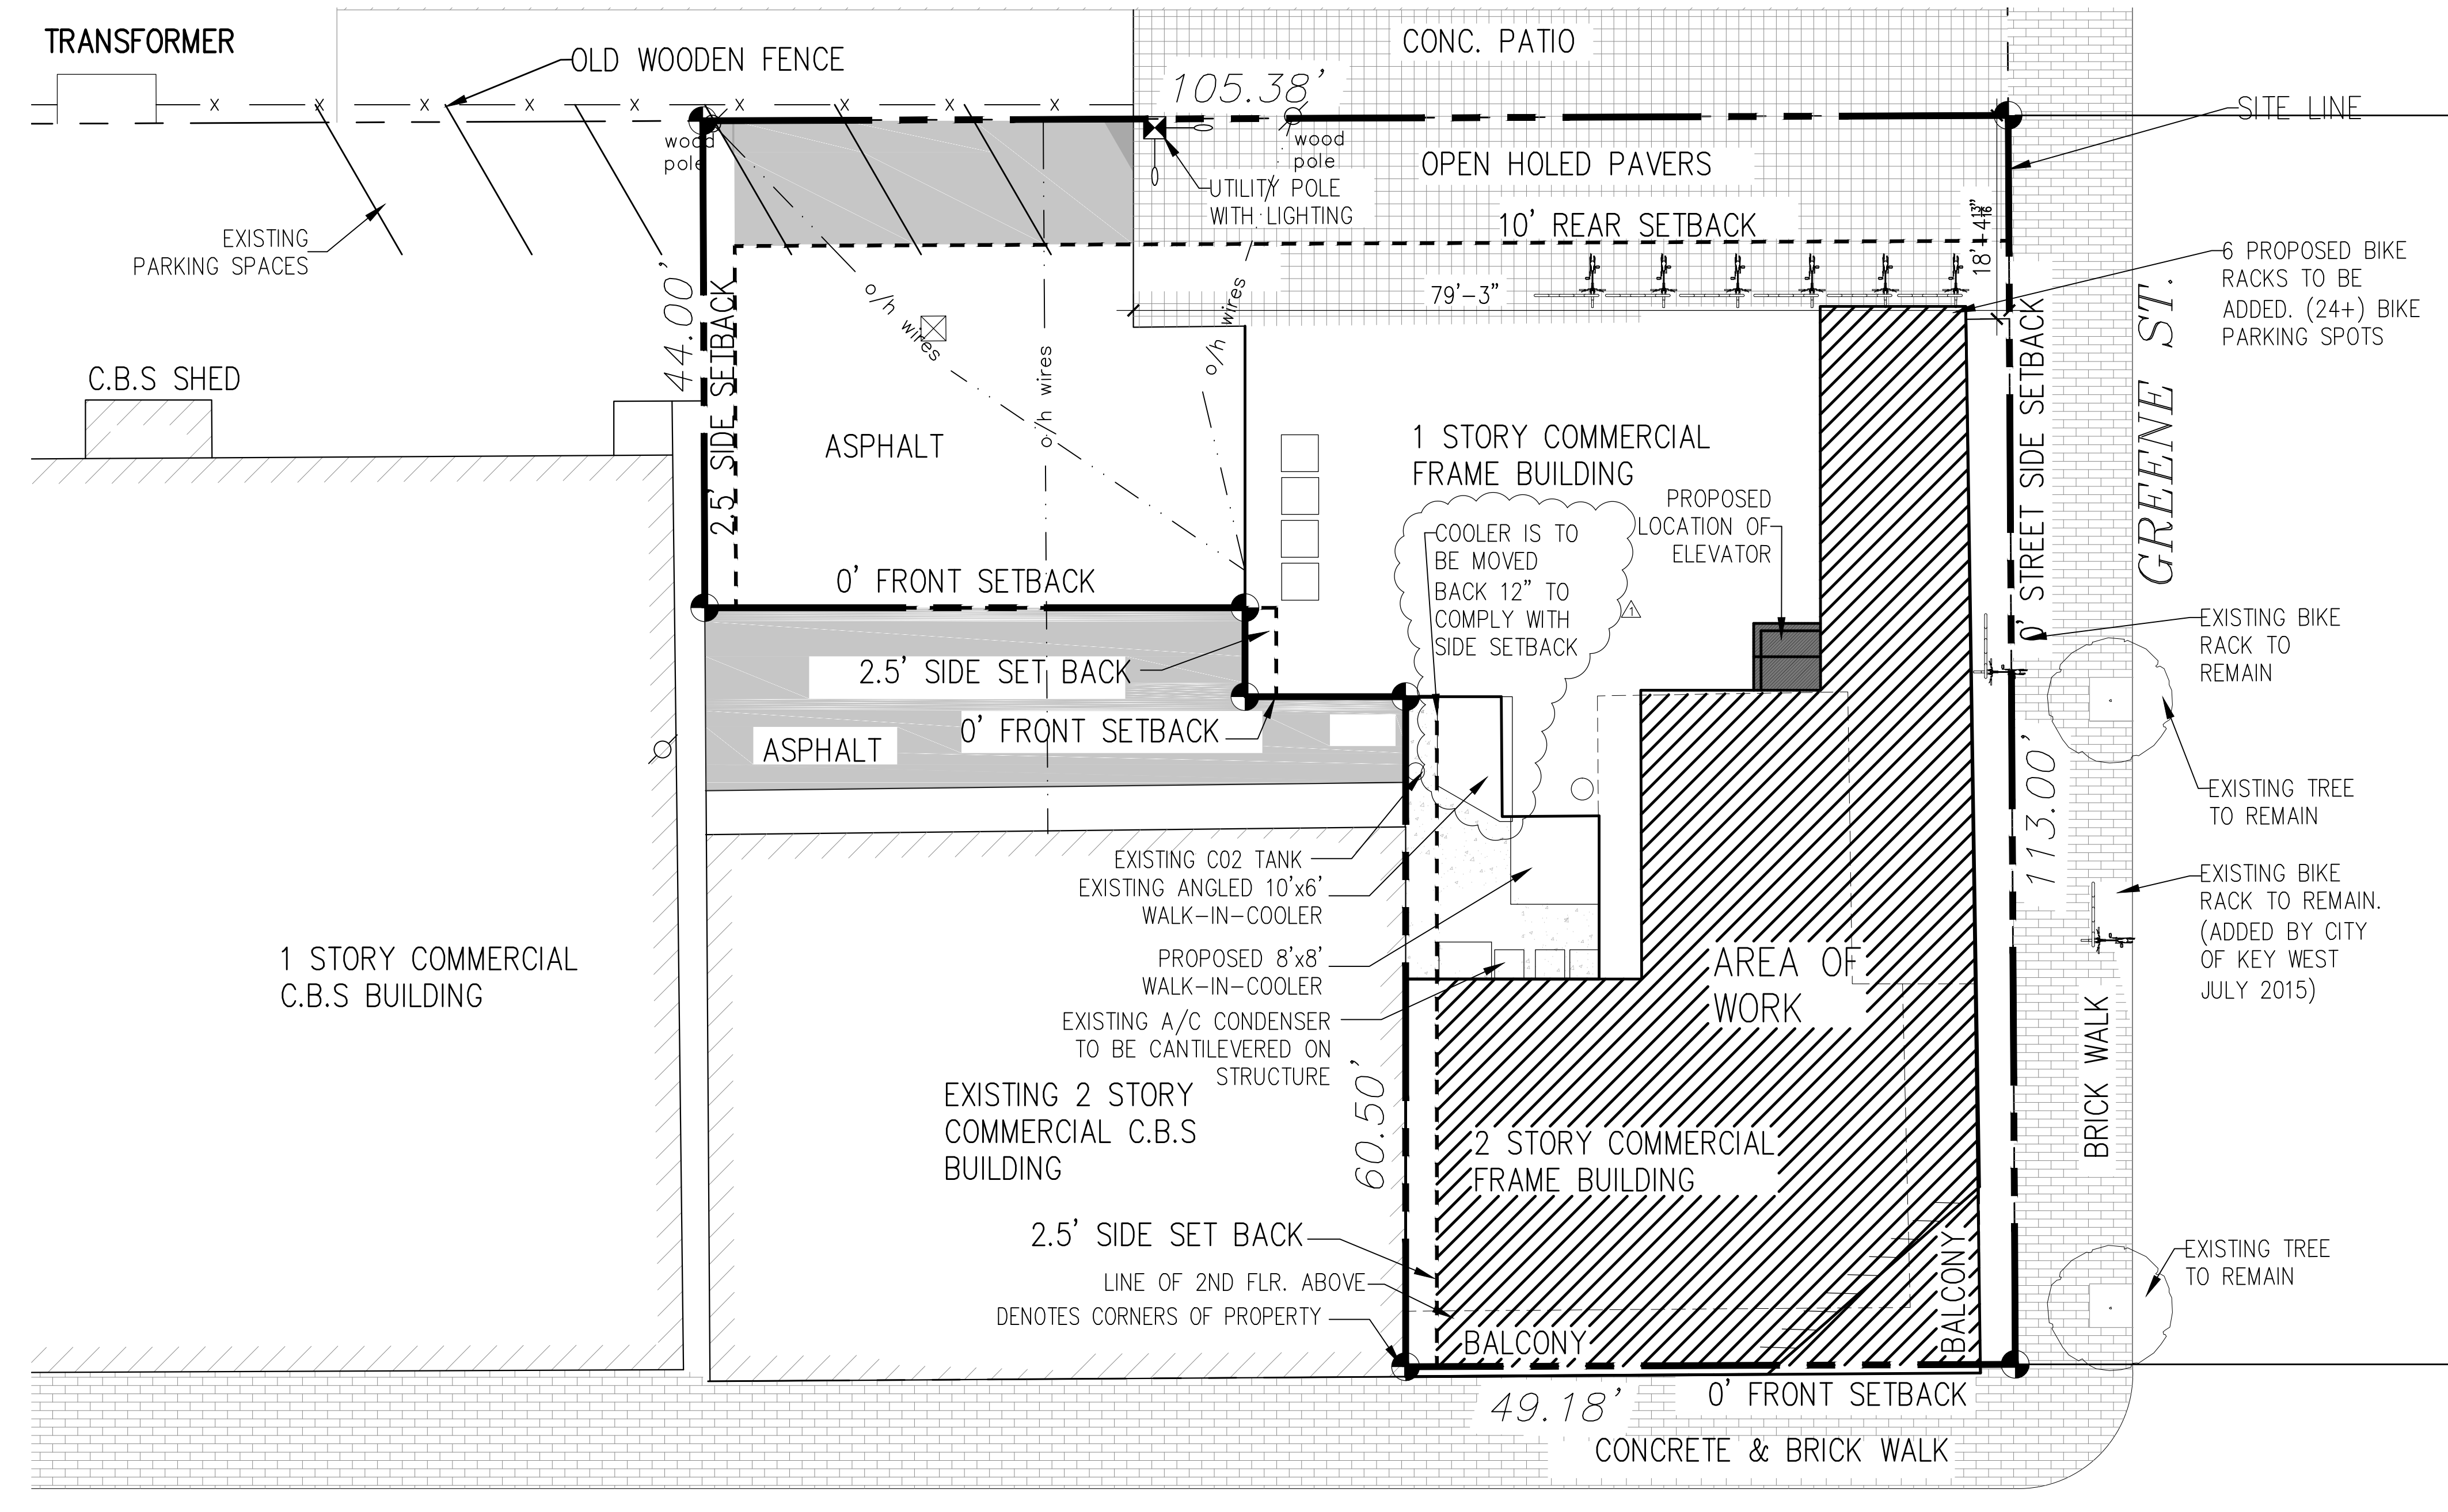 TRANSFORMER
OLD WOODEN FENCE
CONC. PATIO
105.38'
SITE LINE
wood
pole
wood
pole
OPEN HOLED PAVERS
UTILITY POLE
WITH LIGHTING
10' REAR SETBACK
EXISTING
PARKING SPACES
6 PROPOSED BIKE
RACKS TO BE
ADDED. (24+) BIKE
PARKING SPOTS
18'-4 13/16"
79'-3"
44.00'
2.5' SIDE SETBACK
o/h wires
o/h wires
o/h wires
GREENE ST.
0' STREET SIDE SETBACK
C.B.S SHED
ASPHALT
1 STORY COMMERCIAL
FRAME BUILDING
PROPOSED
LOCATION OF
ELEVATOR
COOLER IS TO
BE MOVED
BACK 12" TO
COMPLY WITH
SIDE SETBACK
1
0' FRONT SETBACK
EXISTING BIKE
RACK TO
REMAIN
2.5' SIDE SET BACK
0' FRONT SETBACK
ASPHALT
113.00'
EXISTING TREE
TO REMAIN
EXISTING CO2 TANK
EXISTING ANGLED 10'x6'
WALK-IN-COOLER
EXISTING BIKE
RACK TO REMAIN.
(ADDED BY CITY
OF KEY WEST
JULY 2015)
1 STORY COMMERCIAL
C.B.S BUILDING
PROPOSED 8'x8'
WALK-IN-COOLER
AREA OF
WORK
EXISTING A/C CONDENSER
TO BE CANTILEVERED ON
STRUCTURE
BRICK WALK
EXISTING 2 STORY
COMMERCIAL C.B.S
BUILDING
60.50'
2 STORY COMMERCIAL
FRAME BUILDING
2.5' SIDE SET BACK
LINE OF 2ND FLR. ABOVE
DENOTES CORNERS OF PROPERTY
BALCONY
BALCONY
EXISTING TREE
TO REMAIN
49.18'
0' FRONT SETBACK
CONCRETE & BRICK WALK